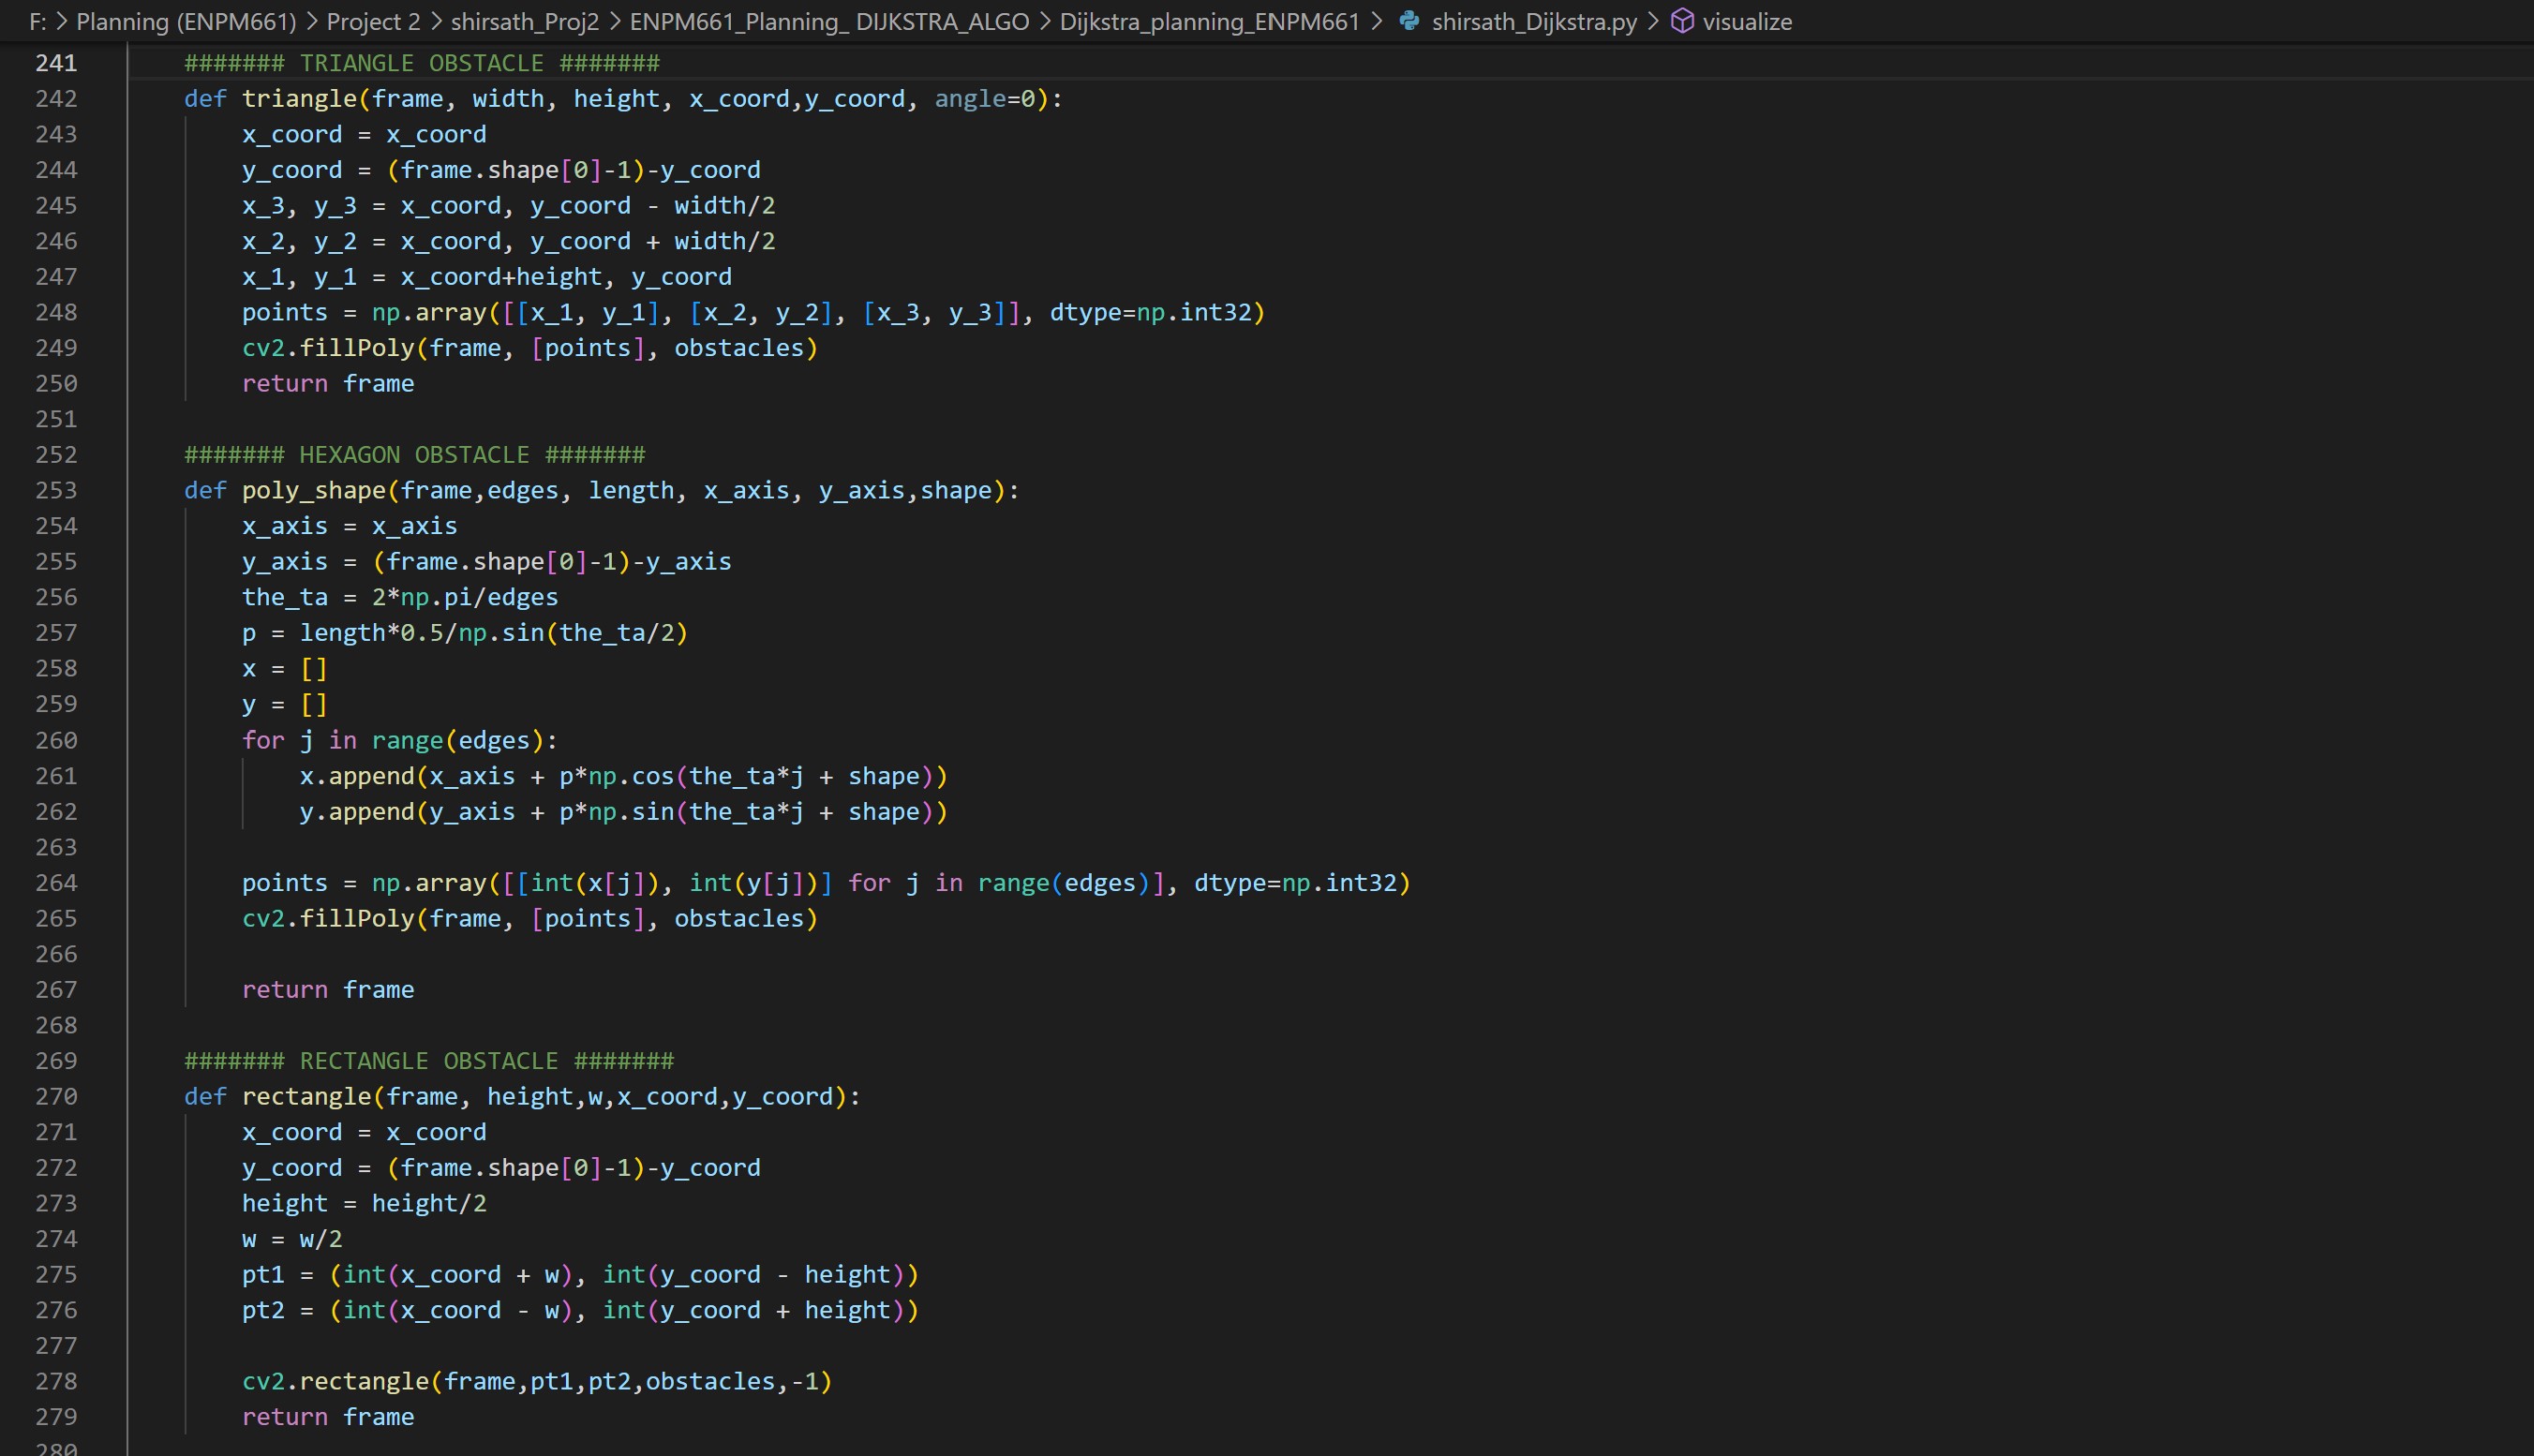 F: > Planning (ENPM661) > Project 2 > shirsath_Proj2 > ENPM661_Planning_ DIJKSTRA_ALGO > Dijkstra_planning_ENPM661 > shirsath_Dijkstra.py > visualize
241 ####### TRIANGLE OBSTACLE #######
242 def triangle(frame, width, height, x_coord,y_coord, angle=0):
243     x_coord = x_coord
244     y_coord = (frame.shape[0]-1)-y_coord
245     x_3, y_3 = x_coord, y_coord - width/2
246     x_2, y_2 = x_coord, y_coord + width/2
247     x_1, y_1 = x_coord+height, y_coord
248     points = np.array([[x_1, y_1], [x_2, y_2], [x_3, y_3]], dtype=np.int32)
249     cv2.fillPoly(frame, [points], obstacles)
250     return frame
251
252 ####### HEXAGON OBSTACLE #######
253 def poly_shape(frame,edges, length, x_axis, y_axis,shape):
254     x_axis = x_axis
255     y_axis = (frame.shape[0]-1)-y_axis
256     the_ta = 2*np.pi/edges
257     p = length*0.5/np.sin(the_ta/2)
258     x = []
259     y = []
260     for j in range(edges):
261         x.append(x_axis + p*np.cos(the_ta*j + shape))
262         y.append(y_axis + p*np.sin(the_ta*j + shape))
263
264     points = np.array([[int(x[j]), int(y[j])] for j in range(edges)], dtype=np.int32)
265     cv2.fillPoly(frame, [points], obstacles)
266
267     return frame
268
269 ####### RECTANGLE OBSTACLE #######
270 def rectangle(frame, height,w,x_coord,y_coord):
271     x_coord = x_coord
272     y_coord = (frame.shape[0]-1)-y_coord
273     height = height/2
274     w = w/2
275     pt1 = (int(x_coord + w), int(y_coord - height))
276     pt2 = (int(x_coord - w), int(y_coord + height))
277
278     cv2.rectangle(frame,pt1,pt2,obstacles,-1)
279     return frame
280